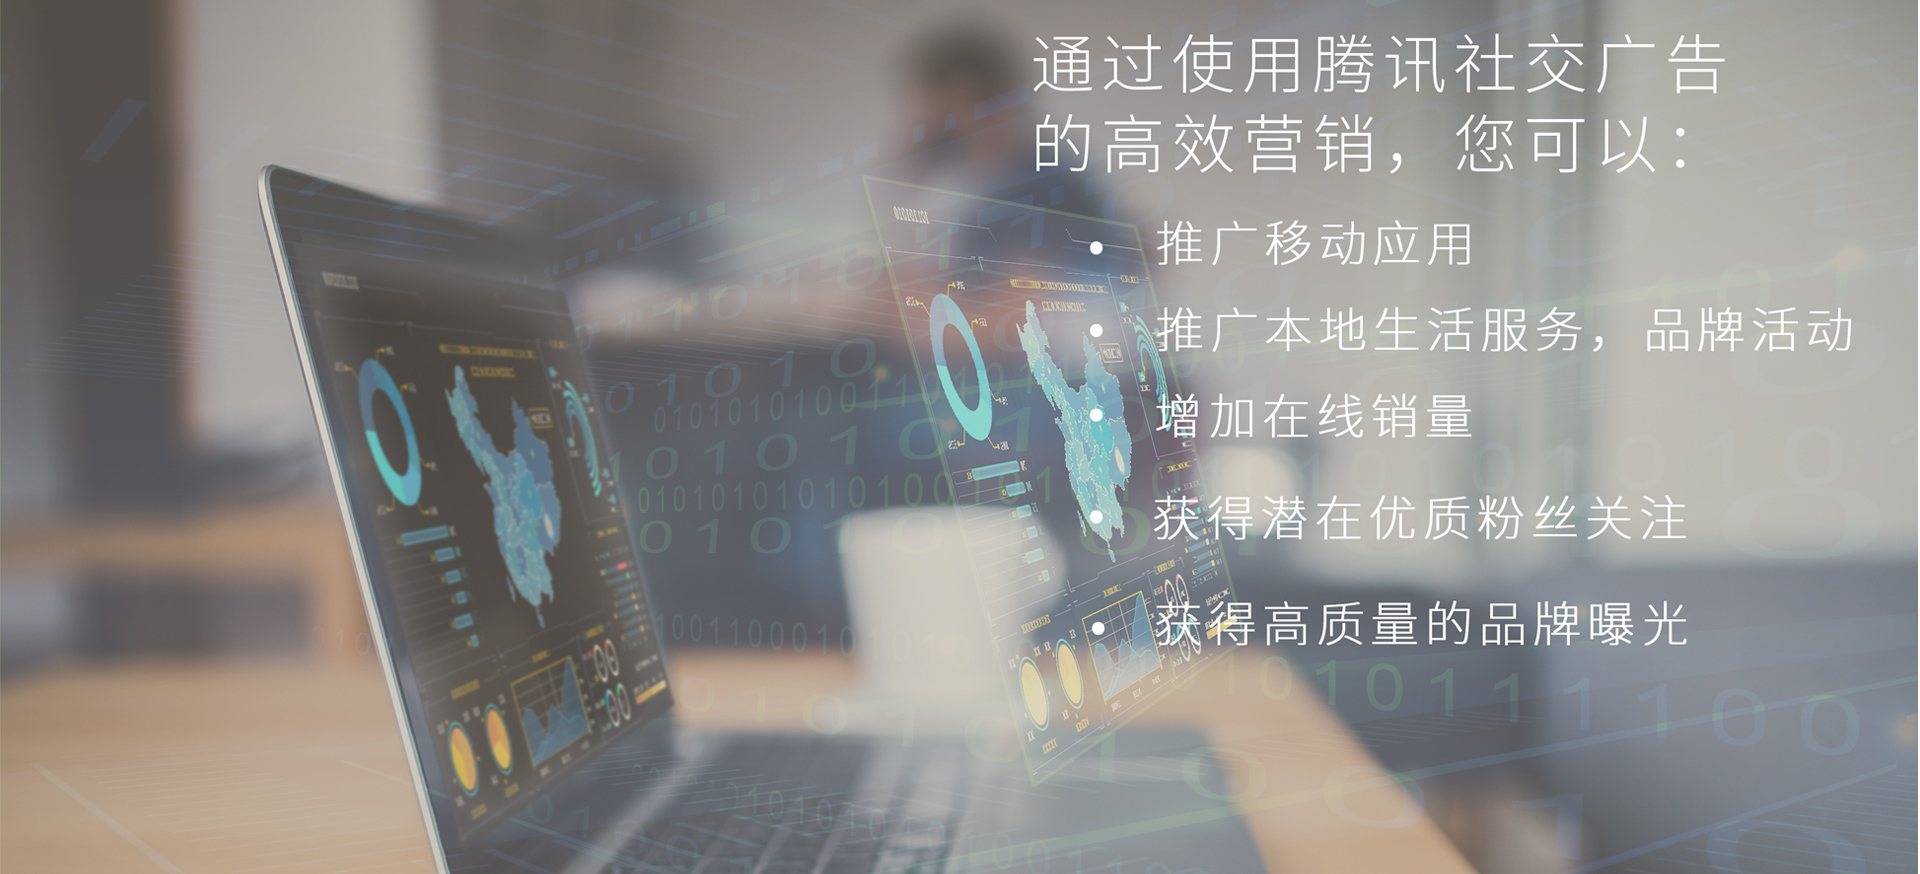 通过使用腾讯社交广告
的高效营销，您可以：
推广移动应用
推广本地生活服务，品牌活动
增加在线销量
获得潜在优质粉丝关注
获得高质量的品牌曝光